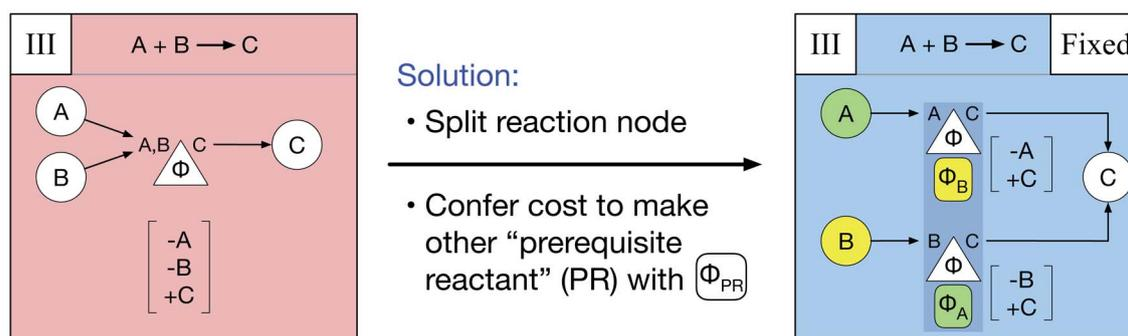 III
A + B → C
A
B
A,B C
Φ
C
-A
-B
+C
Solution:
• Split reaction node
• Confer cost to make
other “prerequisite
reactant” (PR) with Φ_PR
III
A + B → C
Fixed
A
A C
Φ
Φ_B
-A
+C
C
B
B C
Φ
Φ_A
-B
+C